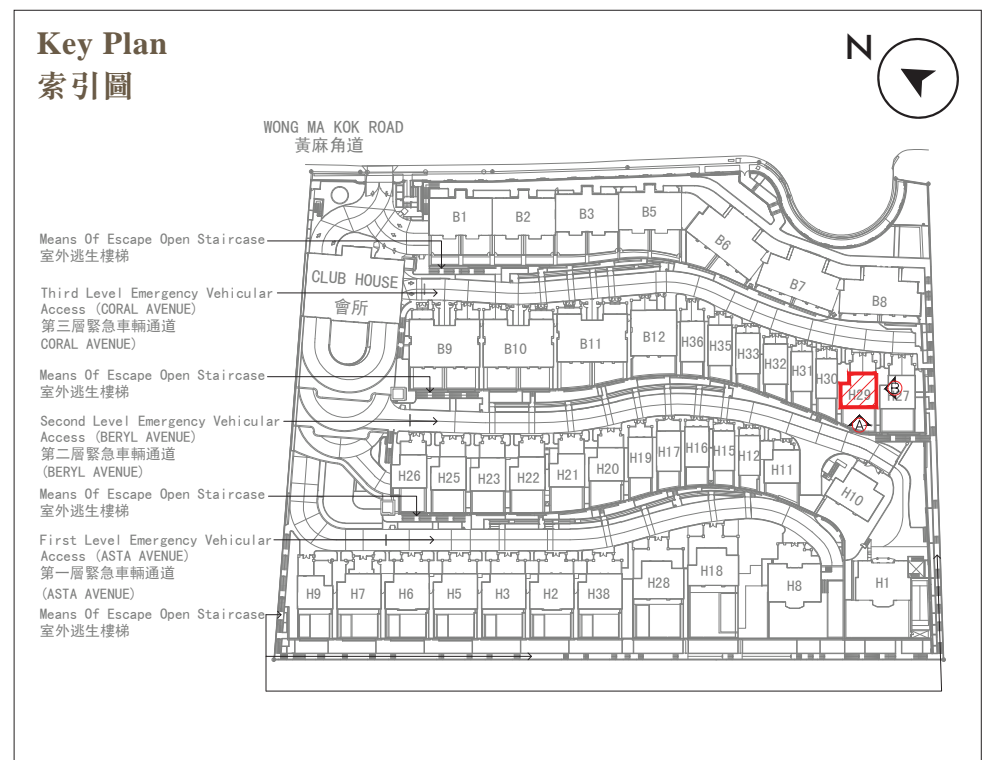 Key Plan
索引圖
N
WONG MA KOK ROAD
黃麻角道
Means Of Escape Open Staircase
室外逃生樓梯
CLUB HOUSE
會所
Third Level Emergency Vehicular
Access (CORAL AVENUE)
第三層緊急車輛通道
CORAL AVENUE)
Means Of Escape Open Staircase
室外逃生樓梯
Second Level Emergency Vehicular
Access (BERYL AVENUE)
第二層緊急車輛通道
(BERYL AVENUE)
Means Of Escape Open Staircase
室外逃生樓梯
First Level Emergency Vehicular
Access (ASTA AVENUE)
第一層緊急車輛通道
(ASTA AVENUE)
Means Of Escape Open Staircase
室外逃生樓梯
B1 B2 B3 B5
B6
B7
B8
B9 B10 B11 B12 H36 H35 H33 H32 H31 H30 H29 H27
B
A
H26 H25 H23 H22 H21 H20 H19 H17 H16 H15 H12 H11
H10
H9 H7 H6 H5 H3 H2 H38 H28 H18 H8 H1